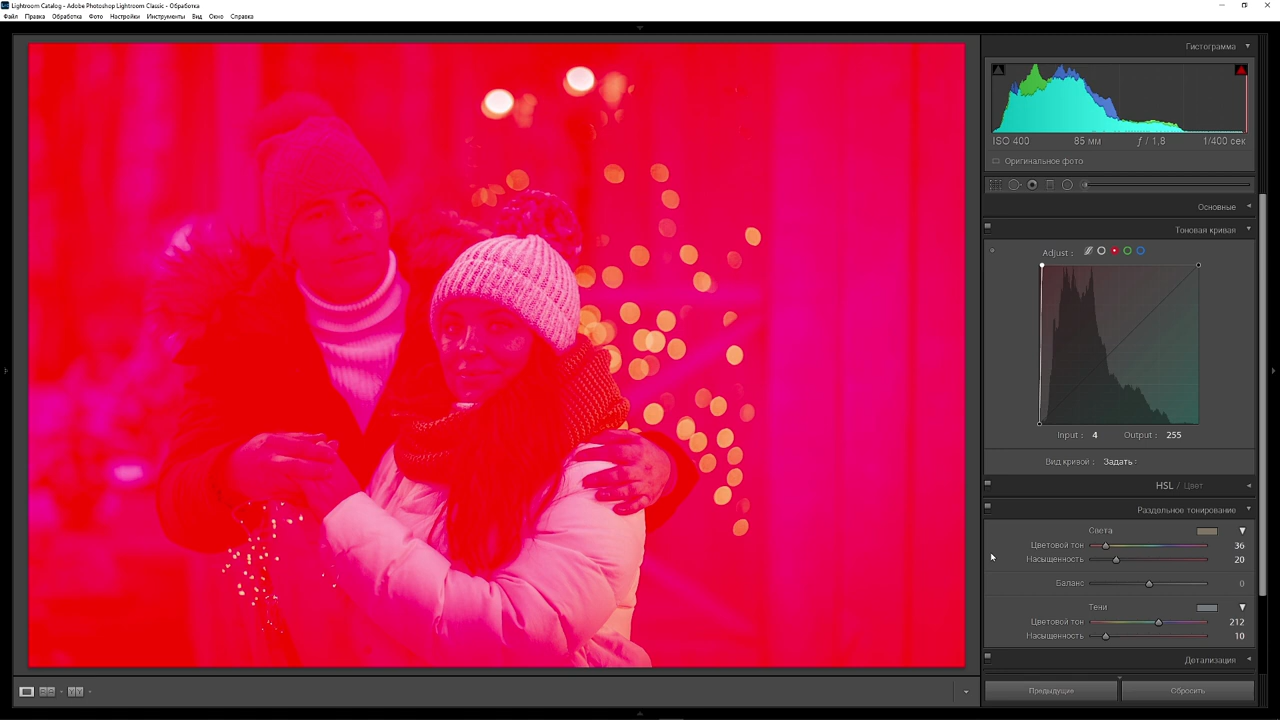 Lightroom Catalog - Adobe Photoshop Lightroom Classic - Обработка
Файл Правка Обработка Фото Настройки Инструменты Вид Окно Справка
Гистограмма
ISO 400 85 мм ƒ / 1,8 1/400 сек
Оригинальное фото
Основные
Тоновая кривая
Adjust :
Input : 4 Output : 255
Вид кривой : Задать
HSL / Цвет
Раздельное тонирование
Света
Цветовой тон 36
Насыщенность 20
Баланс 0
Тени
Цветовой тон 212
Насыщенность 10
Детализация
Предыдущие Сбросить